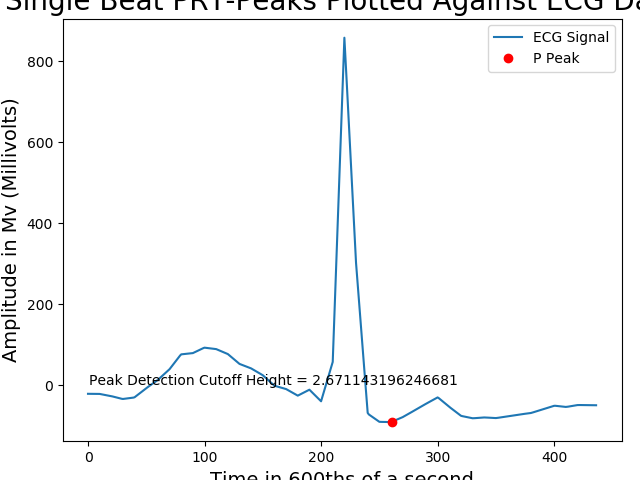 Single Beat PRT-Peaks Plotted Against ECG Da
ECG Signal
P Peak
Amplitude in Mv (Millivolts)
800
600
400
200
0
Peak Detection Cutoff Height = 2.671143196246681
0 100 200 300 400
Time in 600ths of a second